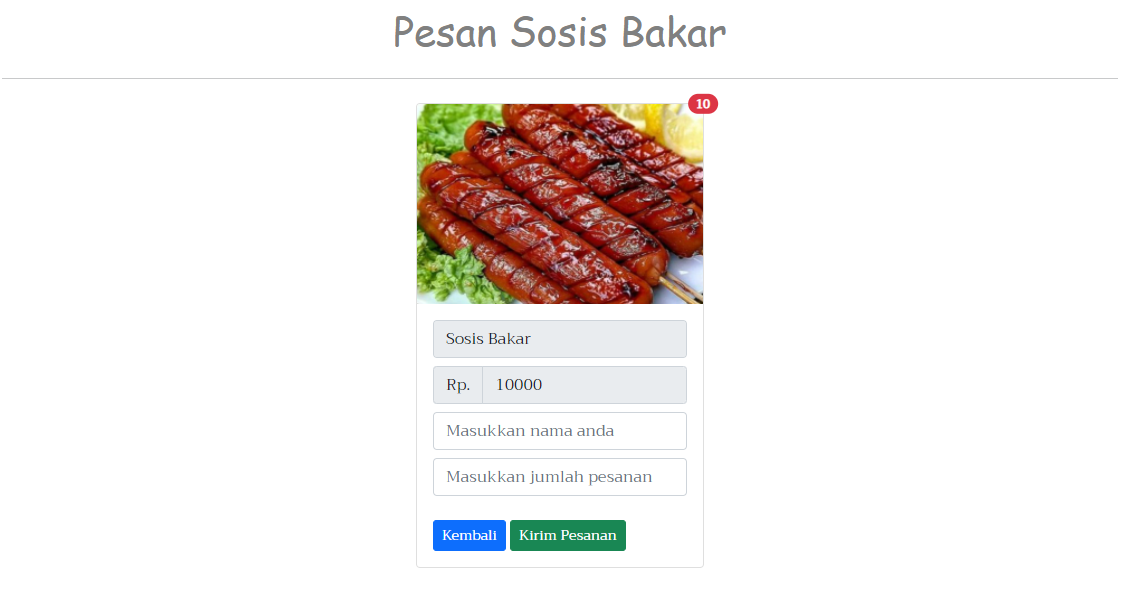 Pesan Sosis Bakar
10
Sosis Bakar
Rp. 10000
Masukkan nama anda
Masukkan jumlah pesanan
Kembali Kirim Pesanan